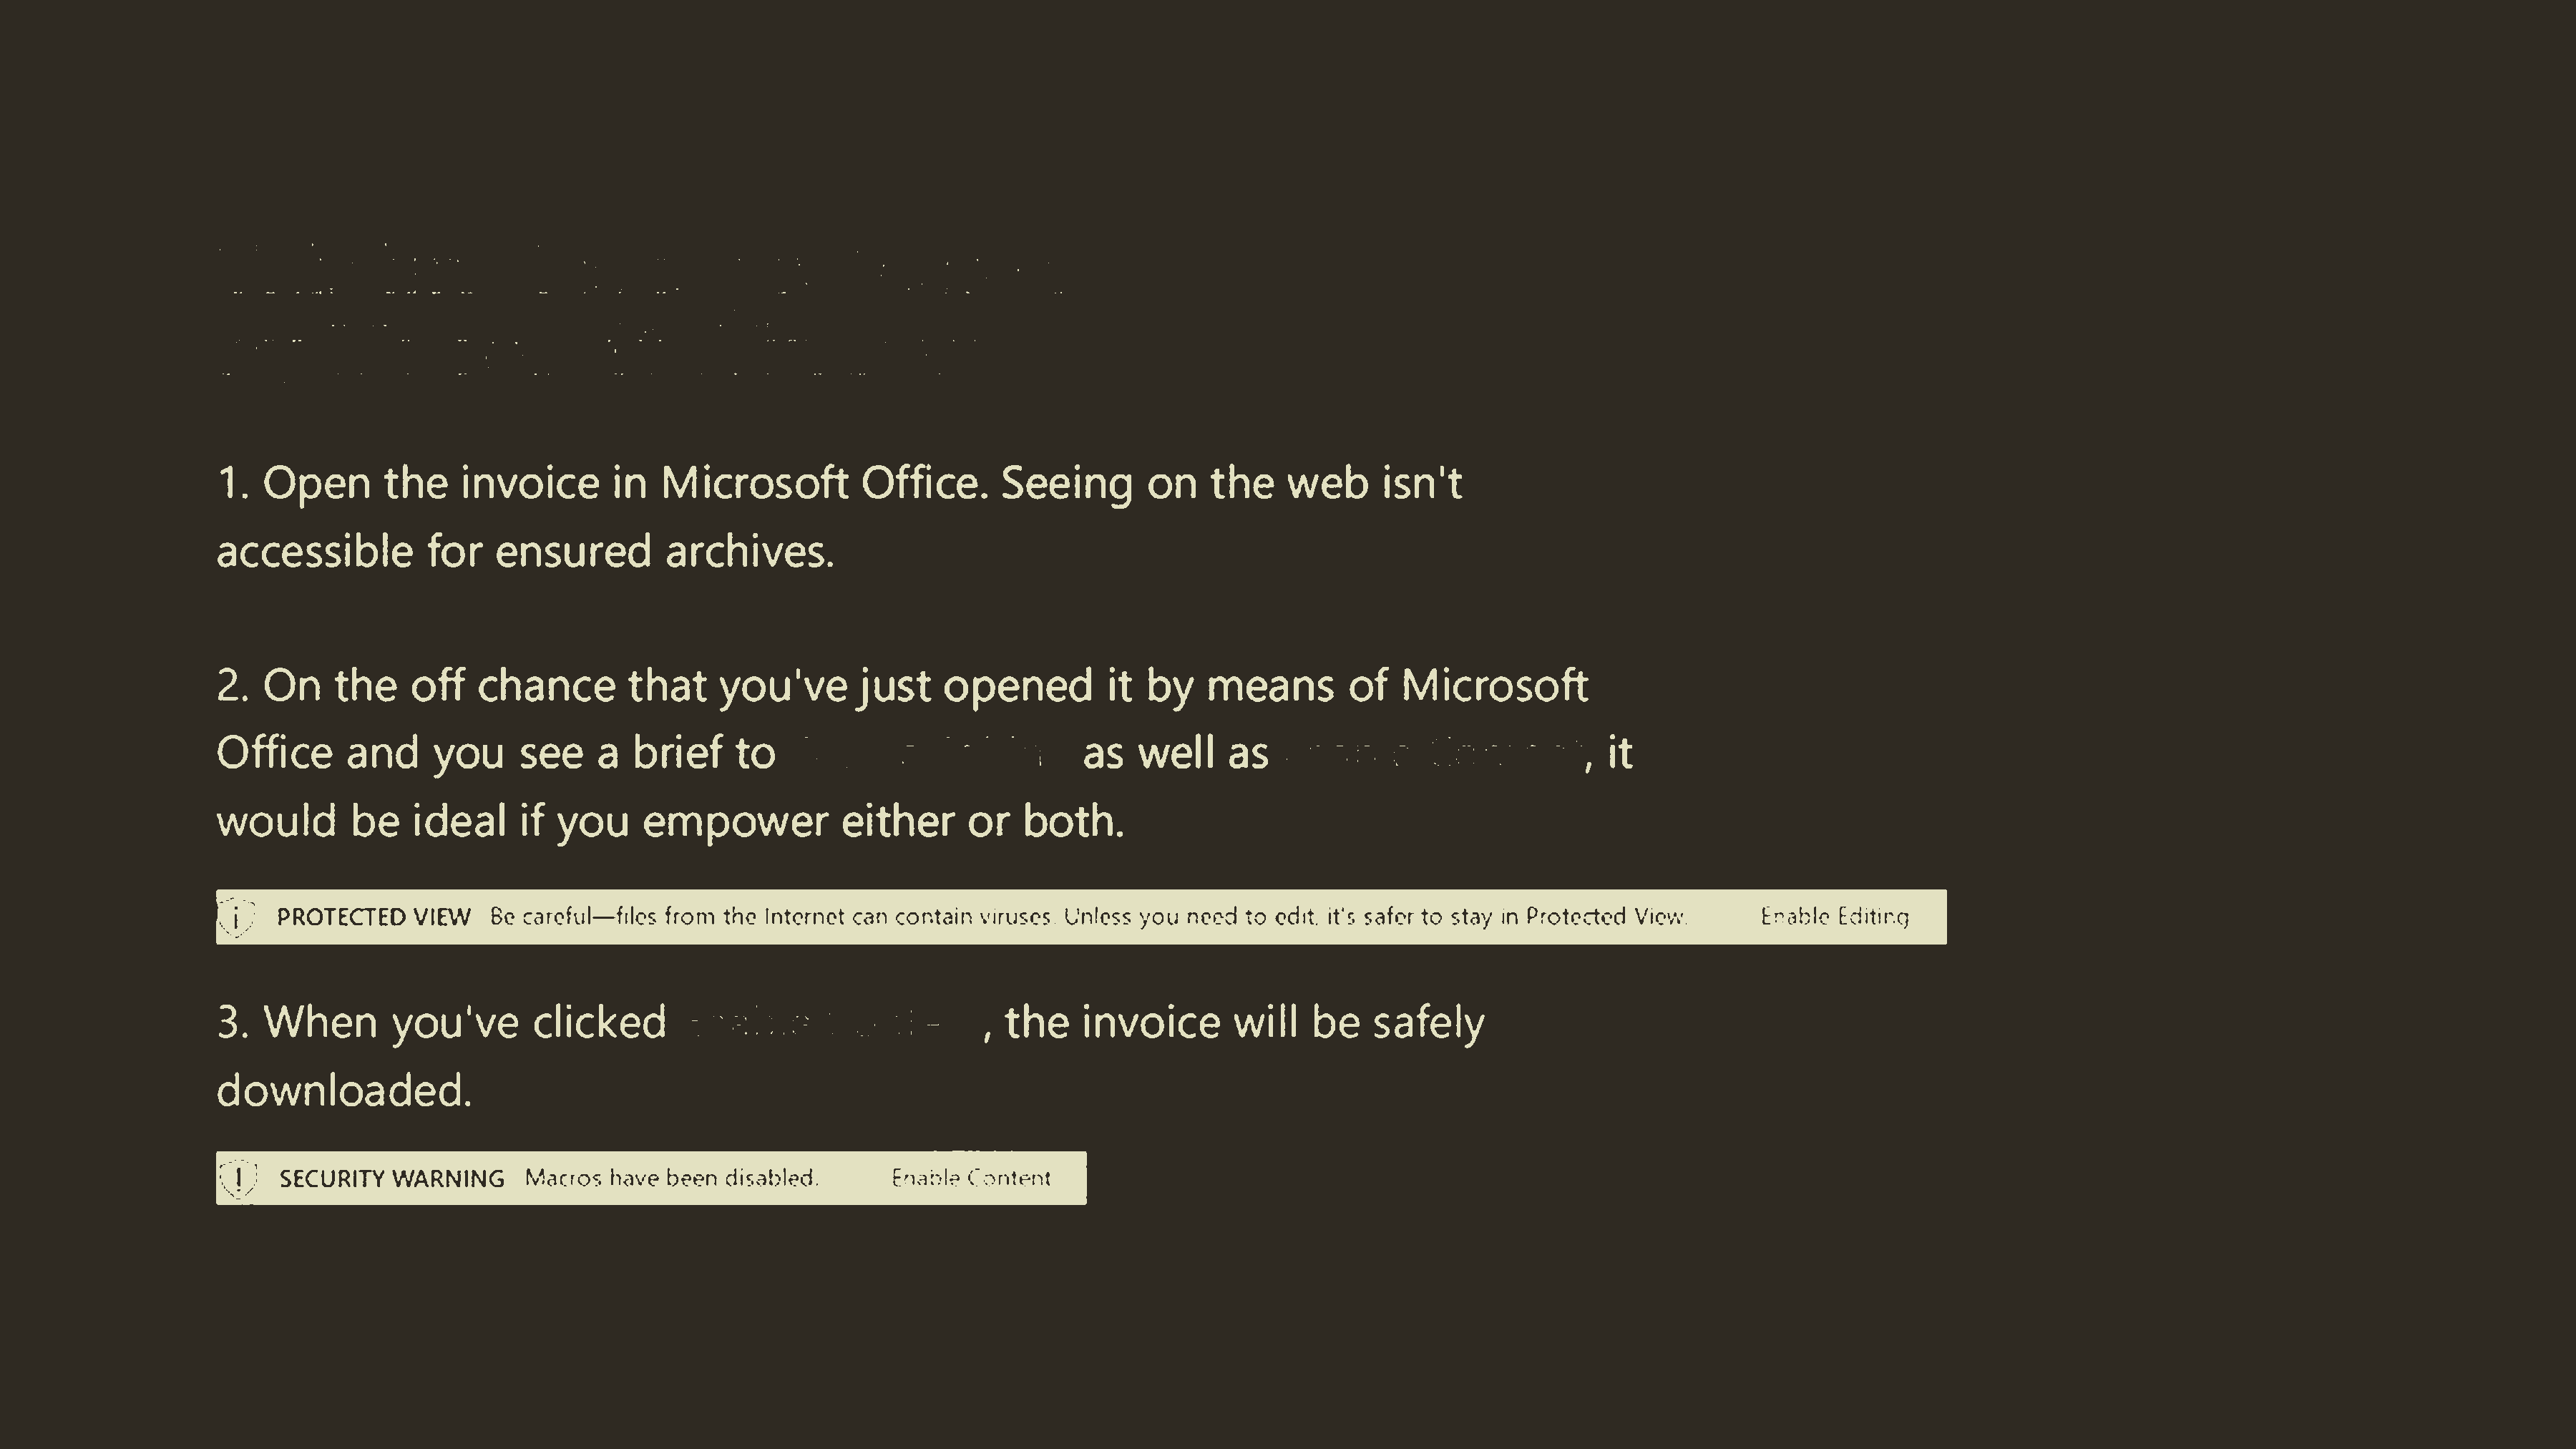 1. Open the invoice in Microsoft Office. Seeing on the web isn't
accessible for ensured archives.
2. On the off chance that you've just opened it by means of Microsoft
Office and you see a brief to as well as , it
would be ideal if you empower either or both.
PROTECTED VIEW Be careful—files from the Internet can contain viruses. Unless you need to edit, it's safer to stay in Protected View. Enable Editing
3. When you've clicked , the invoice will be safely
downloaded.
SECURITY WARNING Macros have been disabled. Enable Content